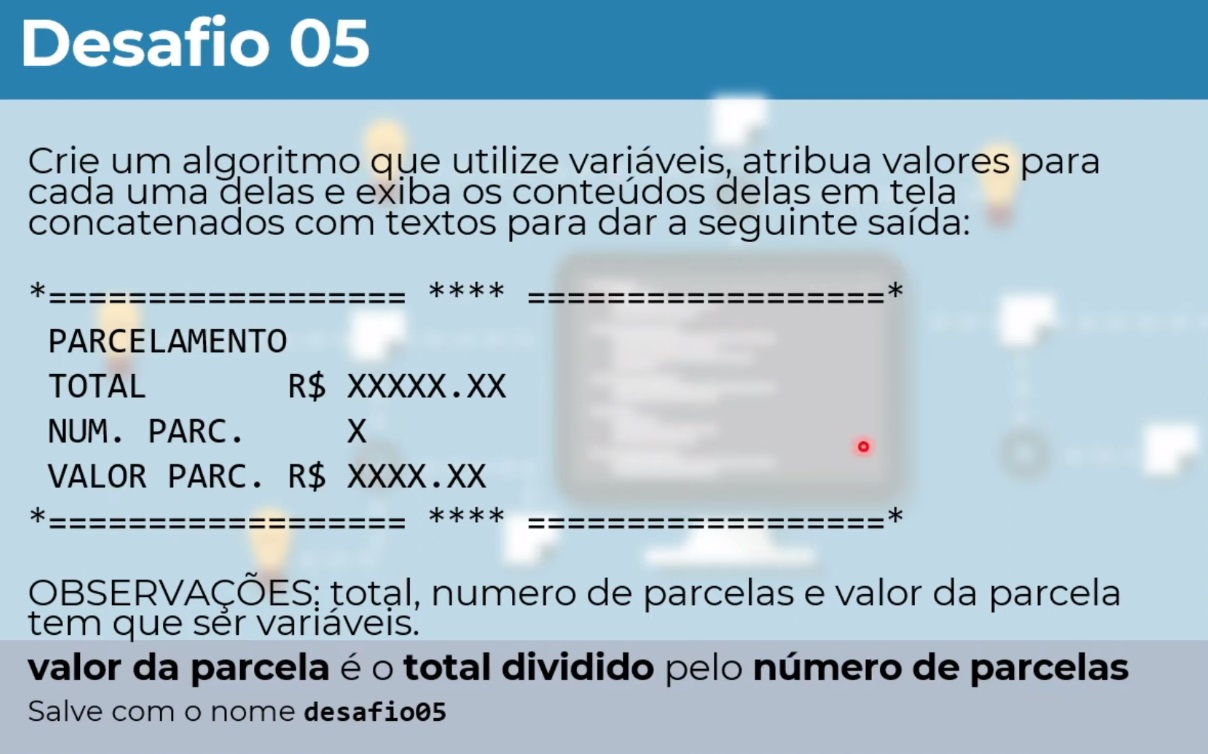 Desafio 05
Crie um algoritmo que utilize variáveis, atribua valores para
cada uma delas e exiba os conteúdos delas em tela
concatenados com textos para dar a seguinte saída:
*================== **** ==================*
PARCELAMENTO
TOTAL       R$ XXXXX.XX
NUM. PARC.     X
VALOR PARC. R$ XXXX.XX
*================== **** ==================*
OBSERVAÇÕES: total, numero de parcelas e valor da parcela
tem que ser variáveis.
valor da parcela é o total dividido pelo número de parcelas
Salve com o nome desafio05